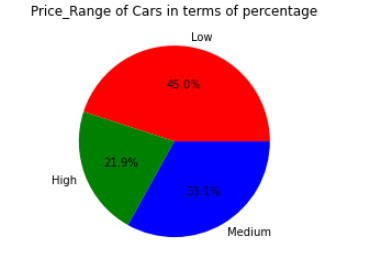 Price_Range of Cars in terms of percentage
Low
45.0%
21.9%
High
33.1%
Medium